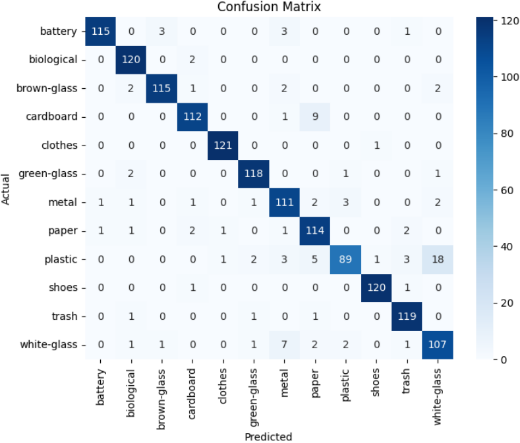 Confusion Matrix
battery 115 0 3 0 0 0 3 0 0 0 1 0
biological 0 120 0 2 0 0 0 0 0 0 0 0
brown-glass 0 2 115 1 0 0 2 0 0 0 0 2
cardboard 0 0 0 112 0 0 1 9 0 0 0 0
clothes 0 0 0 0 121 0 0 0 0 1 0 0
green-glass 0 2 0 0 0 118 0 0 1 0 0 1
metal 1 1 0 1 0 1 111 2 3 0 0 2
paper 1 1 0 2 1 0 1 114 0 0 2 0
plastic 0 0 0 0 1 2 3 5 89 1 3 18
shoes 0 0 0 1 0 0 0 0 0 120 1 0
trash 0 1 0 0 0 1 0 1 0 0 119 0
white-glass 0 1 1 0 0 1 7 2 2 0 1 107
battery biological brown-glass cardboard clothes green-glass metal paper plastic shoes trash white-glass
Predicted
Actual
120
100
80
60
40
20
0